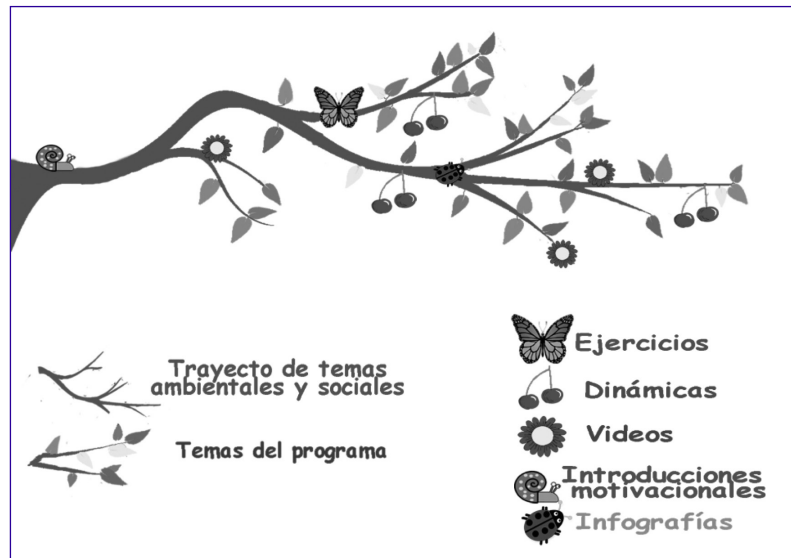 Trayecto de temas
ambientales y sociales
Temas del programa
Ejercicios
Dinámicas
Videos
Introducciones
motivacionales
Infografías